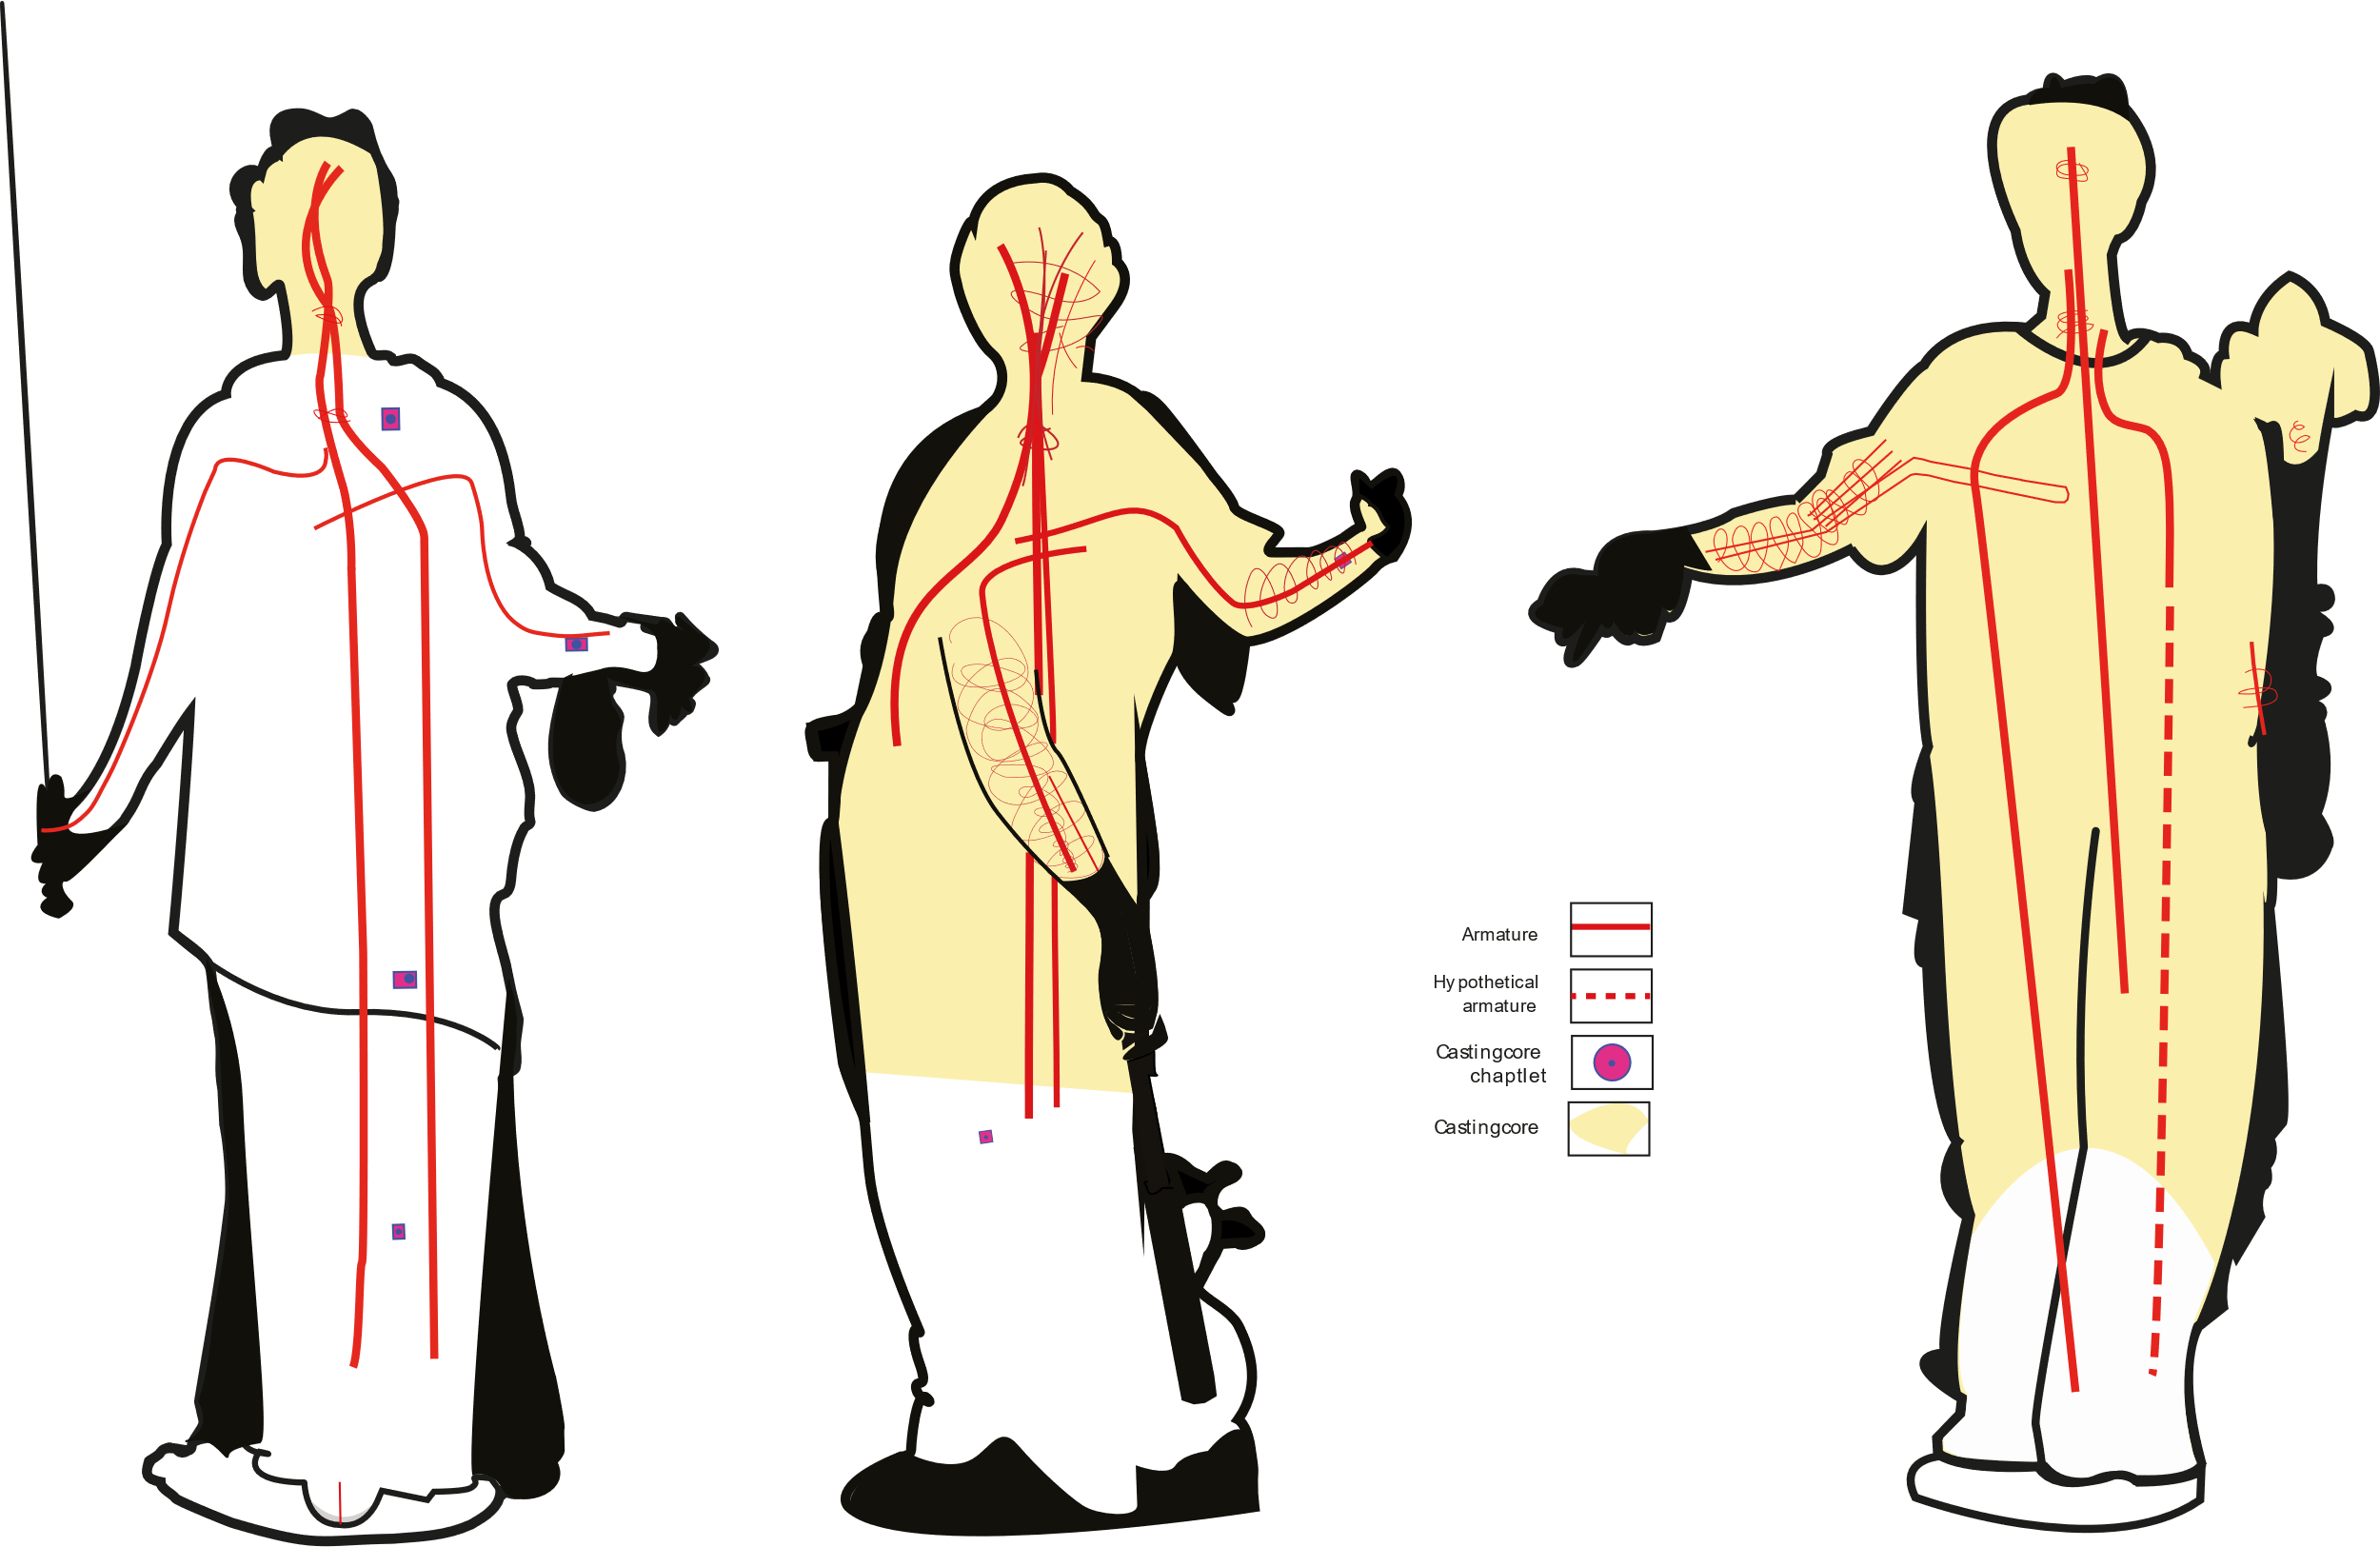 Armature
Hypothetical
armature
Castingcore
chaptlet
Castingcore